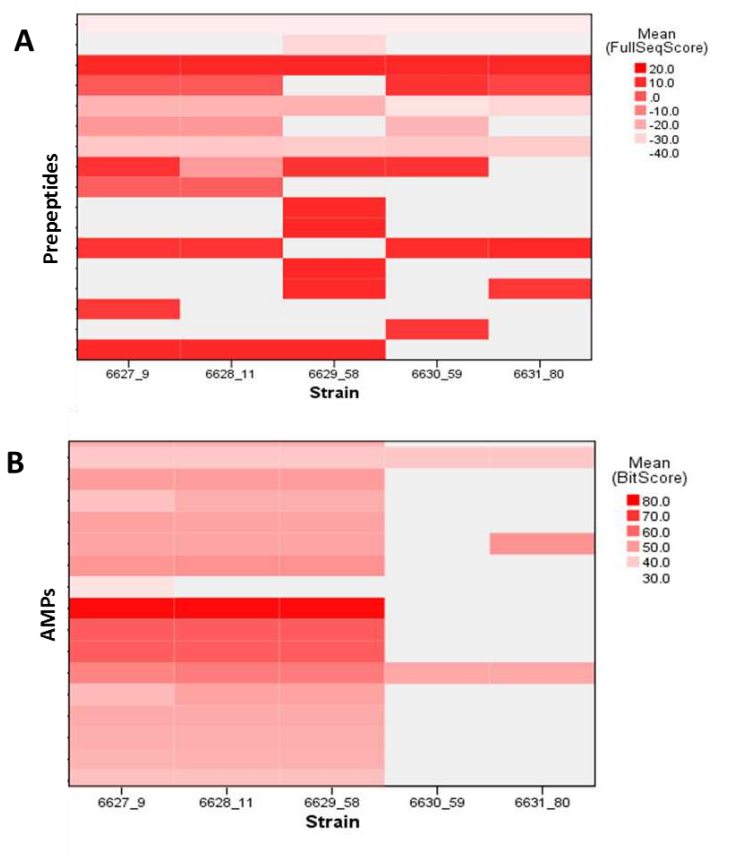 A
Mean
(FullSeqScore)
20.0
10.0
.0
-10.0
-20.0
-30.0
-40.0
Prepeptides
6627_9 6628_11 6629_58 6630_59 6631_80
Strain
B
Mean
(BitScore)
80.0
70.0
60.0
50.0
40.0
30.0
AMPs
6627_9 6628_11 6629_58 6630_59 6631_80
Strain